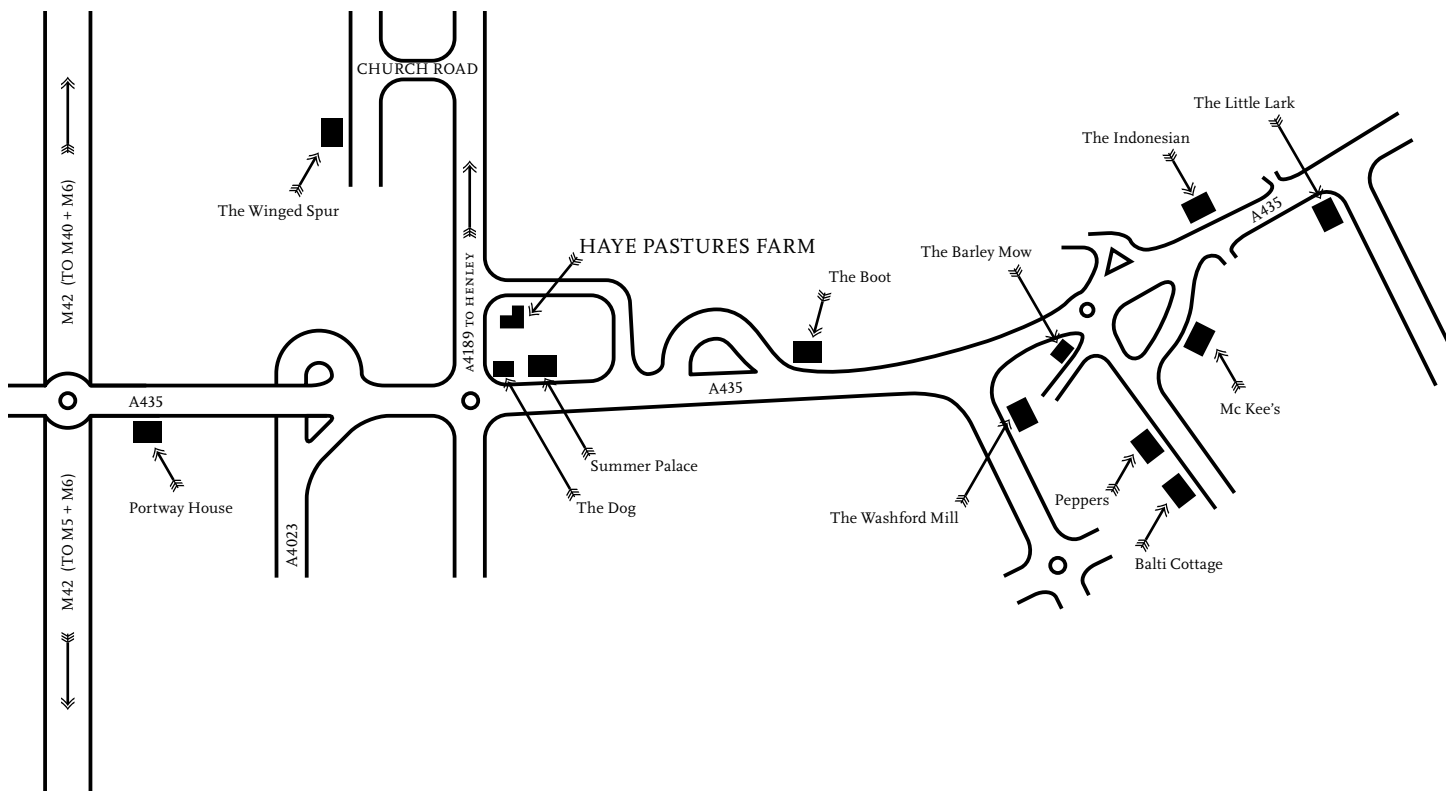 CHURCH ROAD
The Little Lark
The Indonesian
A435
The Winged Spur
M42 (TO M40 + M6)
A4189 TO HENLEY
HAYE PASTURES FARM
The Barley Mow
The Boot
A435
A435
Mc Kee's
Summer Palace
The Dog
Portway House
M42 (TO M5 + M6)
A4023
The Washford Mill
Peppers
Balti Cottage